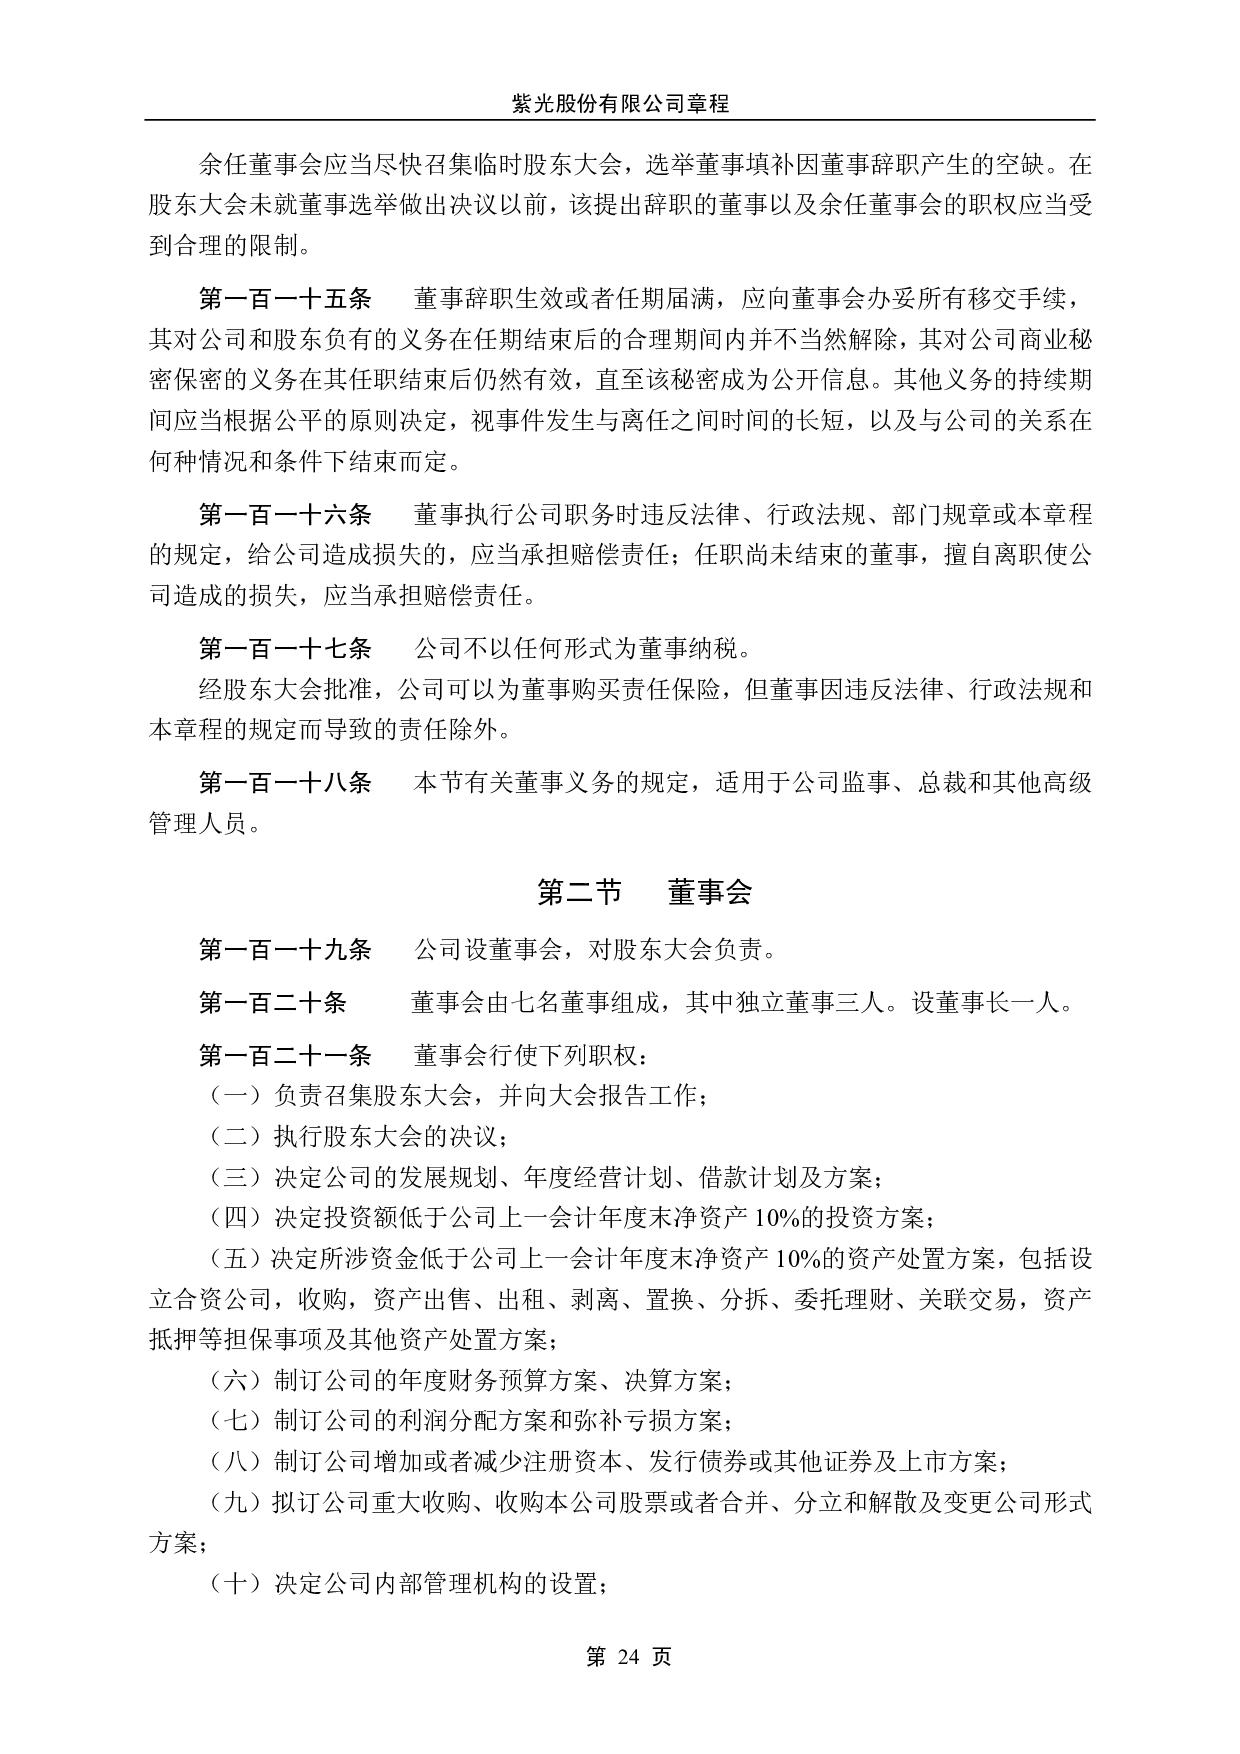 紫光股份有限公司章程
余任董事会应当尽快召集临时股东大会，选举董事填补因董事辞职产生的空缺。在
股东大会未就董事选举做出决议以前，该提出辞职的董事以及余任董事会的职权应当受
到合理的限制。
第一百一十五条 董事辞职生效或者任期届满，应向董事会办妥所有移交手续，
其对公司和股东负有的义务在任期结束后的合理期间内并不当然解除，其对公司商业秘
密保密的义务在其任职结束后仍然有效，直至该秘密成为公开信息。其他义务的持续期
间应当根据公平的原则决定，视事件发生与离任之间时间的长短，以及与公司的关系在
何种情况和条件下结束而定。
第一百一十六条 董事执行公司职务时违反法律、行政法规、部门规章或本章程
的规定，给公司造成损失的，应当承担赔偿责任；任职尚未结束的董事，擅自离职使公
司造成的损失，应当承担赔偿责任。
第一百一十七条 公司不以任何形式为董事纳税。
经股东大会批准，公司可以为董事购买责任保险，但董事因违反法律、行政法规和
本章程的规定而导致的责任除外。
第一百一十八条 本节有关董事义务的规定，适用于公司监事、总裁和其他高级
管理人员。
第二节 董事会
第一百一十九条 公司设董事会，对股东大会负责。
第一百二十条 董事会由七名董事组成，其中独立董事三人。设董事长一人。
第一百二十一条 董事会行使下列职权：
（一）负责召集股东大会，并向大会报告工作；
（二）执行股东大会的决议；
（三）决定公司的发展规划、年度经营计划、借款计划及方案；
（四）决定投资额低于公司上一会计年度末净资产 10%的投资方案；
（五）决定所涉资金低于公司上一会计年度末净资产 10%的资产处置方案，包括设
立合资公司，收购，资产出售、出租、剥离、置换、分拆、委托理财、关联交易，资产
抵押等担保事项及其他资产处置方案；
（六）制订公司的年度财务预算方案、决算方案；
（七）制订公司的利润分配方案和弥补亏损方案；
（八）制订公司增加或者减少注册资本、发行债券或其他证券及上市方案；
（九）拟订公司重大收购、收购本公司股票或者合并、分立和解散及变更公司形式
方案；
（十）决定公司内部管理机构的设置；
第 24 页